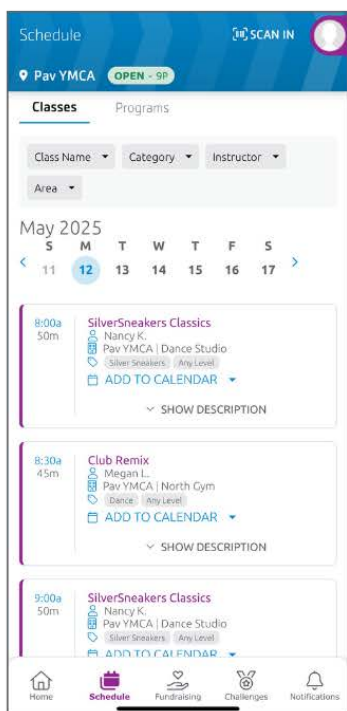 Schedule SCAN IN
Pav YMCA OPEN - 9P
Classes Programs
Class Name Category Instructor
Area
May 2025
S M T W T F S
11 12 13 14 15 16 17
8:00a SilverSneakers Classics
50m Nancy K.
Pav YMCA | Dance Studio
Silver Sneakers Any Level
ADD TO CALENDAR
SHOW DESCRIPTION
8:30a Club Remix
45m Megan L.
Pav YMCA | North Gym
Dance Any Level
ADD TO CALENDAR
SHOW DESCRIPTION
9:00a SilverSneakers Classics
50m Nancy K.
Pav YMCA | Dance Studio
Silver Sneakers Any Level
ADD TO CALENDAR
Home Schedule Fundraising Challenges Notifications